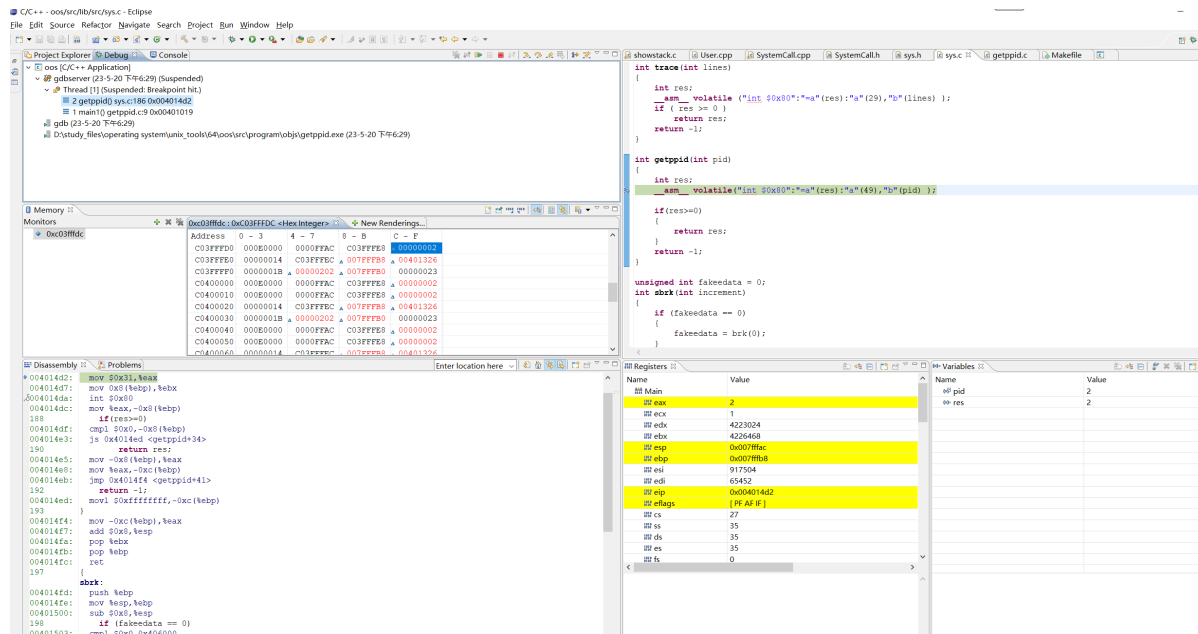 C/C++ - oos/src/lib/src/sys.c - Eclipse
File Edit Source Refactor Navigate Search Project Run Window Help
Project Explorer Debug Console
oos [C/C++ Application]
gdbserver (23-5-20 下午6:29) (Suspended)
Thread [1] (Suspended: Breakpoint hit.)
2 getppid() sys.c:186 0x004014d2
1 main1() getppid.c:9 0x00401019
gdb (23-5-20 下午6:29)
D:\study_files\operating system\unix_tools\64\oos\src\program\objs\getppid.exe (23-5-20 下午6:29)
showstack.c User.cpp SystemCall.cpp SystemCall.h sys.h sys.c getppid.c Makefile
int trace(int lines)
{
int res;
__asm__ volatile ("int $0x80":"=a"(res):"a"(29),"b"(lines) );
if ( res >= 0 )
return res;
return -1;
}
int getppid(int pid)
{
int res;
__asm__ volatile("int $0x80":"=a"(res):"a"(49),"b"(pid) );
if(res>=0)
{
return res;
}
return -1;
}
unsigned int fakedata = 0;
int sbrk(int increment)
{
if (fakedata == 0)
{
fakedata = brk(0);
}
Memory
Monitors
0xc03fffdc
0xc03fffdc : 0xC03FFFDC <Hex Integer> New Renderings...
Address 0 - 3 4 - 7 8 - B C - F
C03FFFD0 000E0000 0000FFAC C03FFFE8 00000002
C03FFFE0 00000014 C03FFFEC 007FFFB8 00401326
C03FFFF0 0000001B 00000202 007FFFB0 00000023
C0400000 000E0000 0000FFAC C03FFFE8 00000002
C0400010 000E0000 0000FFAC C03FFFE8 00000002
C0400020 00000014 C03FFFEC 007FFFB8 00401326
C0400030 0000001B 00000202 007FFFB0 00000023
C0400040 000E0000 0000FFAC C03FFFE8 00000002
C0400050 000E0000 0000FFAC C03FFFE8 00000002
C0400060 00000014 C03FFFEC 007FFFB8 00401326
Disassembly Problems
Enter location here
004014d2: mov $0x31,%eax
004014d7: mov 0x8(%ebp),%ebx
004014da: int $0x80
004014dc: mov %eax,-0x8(%ebp)
188 if(res>=0)
004014df: cmpl $0x0,-0x8(%ebp)
004014e3: js 0x4014ed <getppid+34>
190 return res;
004014e5: mov -0x8(%ebp),%eax
004014e8: mov %eax,-0xc(%ebp)
004014eb: jmp 0x4014f4 <getppid+41>
192 return -1;
004014ed: movl $0xffffffff,-0xc(%ebp)
193 }
004014f4: mov -0xc(%ebp),%eax
004014f7: add $0x8,%esp
004014fa: pop %ebx
004014fb: pop %ebp
004014fc: ret
197 {
sbrk:
004014fd: push %ebp
004014fe: mov %esp,%ebp
00401500: sub $0x8,%esp
198 if (fakedata == 0)
00401503: cmpl $0x0,0x406000
Registers
Name Value
Main
eax 2
ecx 1
edx 4223024
ebx 4226468
esp 0x007fffac
ebp 0x007fffb8
esi 917504
edi 65452
eip 0x004014d2
eflags [ PF AF IF ]
cs 27
ss 35
ds 35
es 35
fs 0
Variables
Name Value
pid 2
res 2